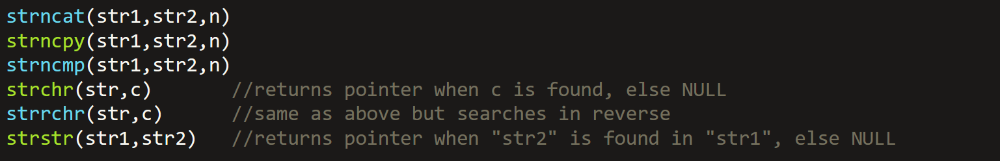 strncat(str1,str2,n)
strncpy(str1,str2,n)
strncmp(str1,str2,n)
strchr(str,c)       //returns pointer when c is found, else NULL
strrchr(str,c)      //same as above but searches in reverse
strstr(str1,str2)   //returns pointer when "str2" is found in "str1", else NULL